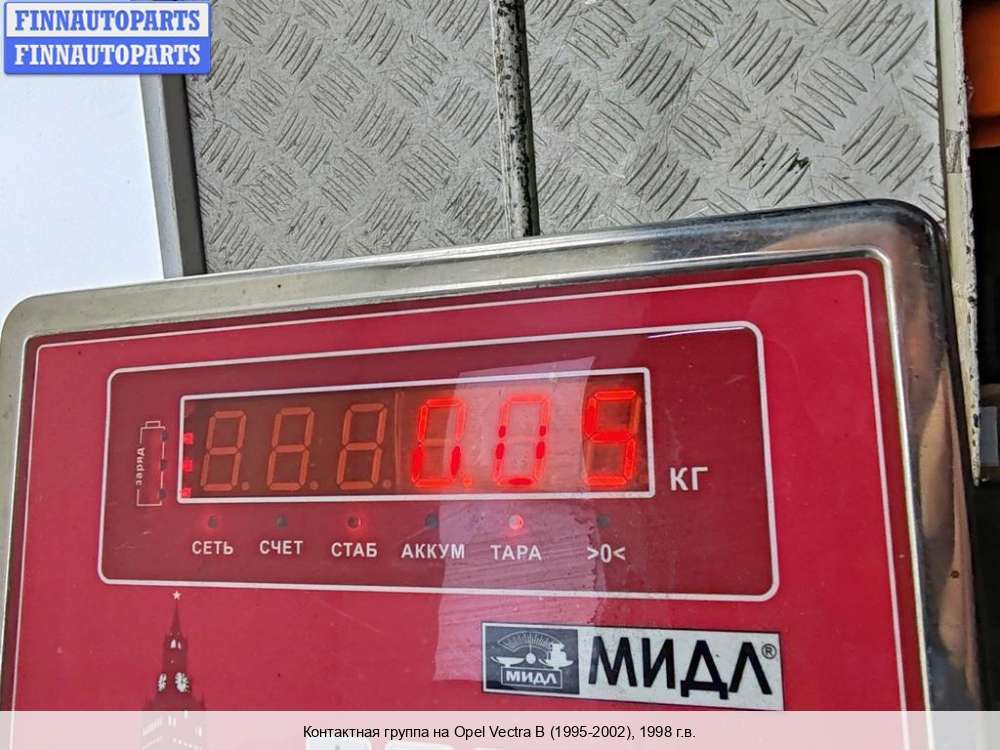 FINNAUTOPARTS
FINNAUTOPARTS
заряд
0.05
КГ
СЕТЬ СЧЕТ СТАБ АККУМ ТАРА >0<
МИДЛ МИДЛ®
Контактная группа на Opel Vectra B (1995-2002), 1998 г.в.